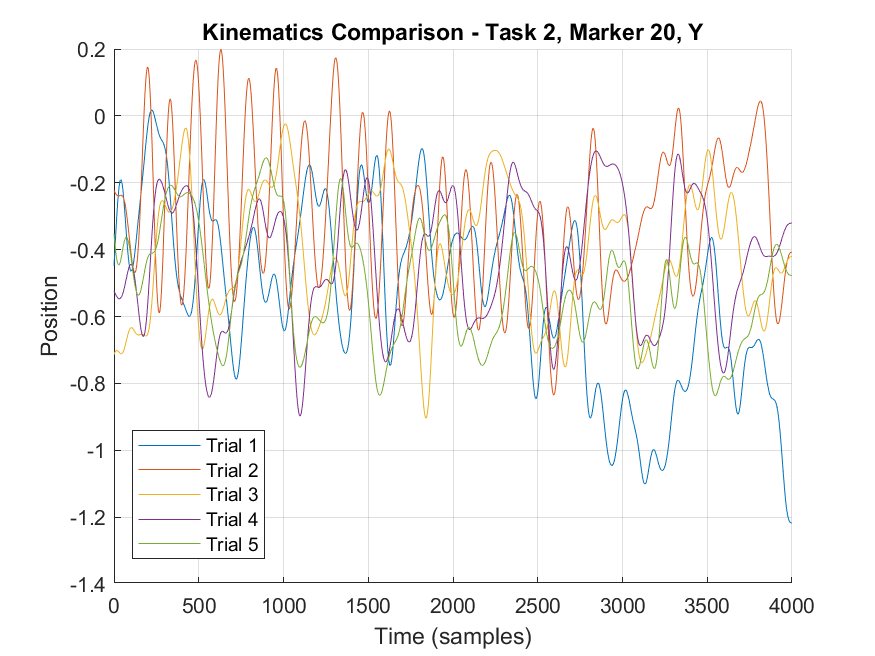 Kinematics Comparison - Task 2, Marker 20, Y
0.2
0
-0.2
-0.4
-0.6
-0.8
-1
-1.2
-1.4
Position
Trial 1
Trial 2
Trial 3
Trial 4
Trial 5
0 500 1000 1500 2000 2500 3000 3500 4000
Time (samples)